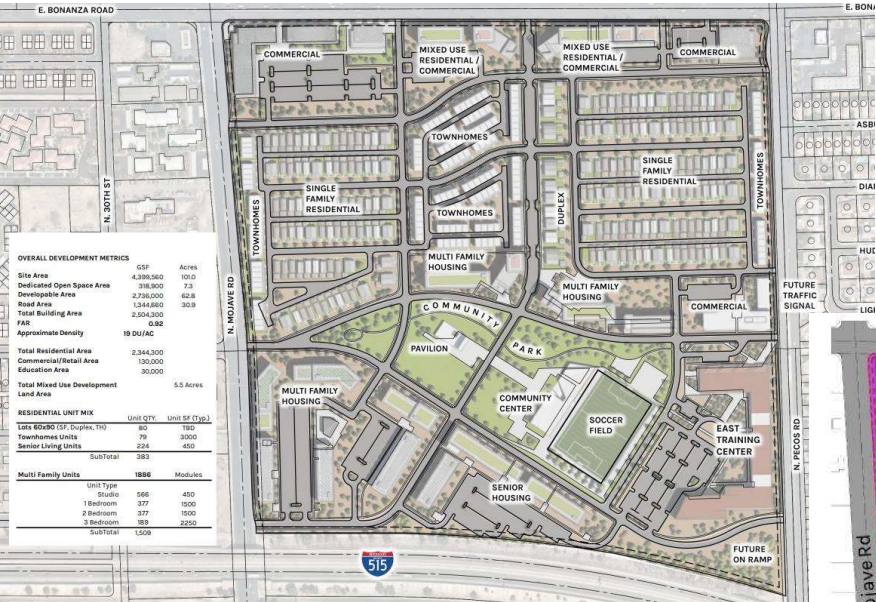 E. BONANZA ROAD
E. BONA
COMMERCIAL
MIXED USE
RESIDENTIAL /
COMMERCIAL
MIXED USE
RESIDENTIAL /
COMMERCIAL
COMMERCIAL
N. 30TH ST
TOWNHOMES
ASBU
SINGLE
FAMILY
RESIDENTIAL
SINGLE
FAMILY
RESIDENTIAL
TOWNHOMES
DUPLEX
TOWNHOMES
DIA
TOWNHOMES
N. MOJAVE RD
MULTI FAMILY
HOUSING
HUD
MULTI FAMILY
HOUSING
FUTURE
TRAFFIC
SIGNAL
COMMERCIAL
LIGH
COMMUNITY
PARK
PAVILION
MULTI FAMILY
HOUSING
COMMUNITY
CENTER
SOCCER
FIELD
EAST
TRAINING
CENTER
N. PECOS RD
SENIOR
HOUSING
FUTURE
ON RAMP
515
ojave Rd
OVERALL DEVELOPMENT METRICS
GSF Acres
Site Area 4,399,560 101.0
Dedicated Open Space Area 318,900 7.3
Developable Area 2,736,000 62.8
Road Area 1,344,660 30.9
Total Building Area 2,504,300
FAR 0.92
Approximate Density 19 DU/AC
Total Residential Area 2,344,300
Commercial/Retail Area 130,000
Education Area 30,000
Total Mixed Use Development 5.5 Acres
Land Area
RESIDENTIAL UNIT MIX Unit QTY. Unit SF (Typ.)
Lots 60x90 (SF, Duplex, TH) 80 TBD
Townhomes Units 79 3000
Senior Living Units 224 450
SubTotal 383
Multi Family Units 1886 Modules
Unit Type
Studio 566 450
1 Bedroom 377 1500
2 Bedroom 377 1500
3 Bedroom 189 2250
SubTotal 1,509